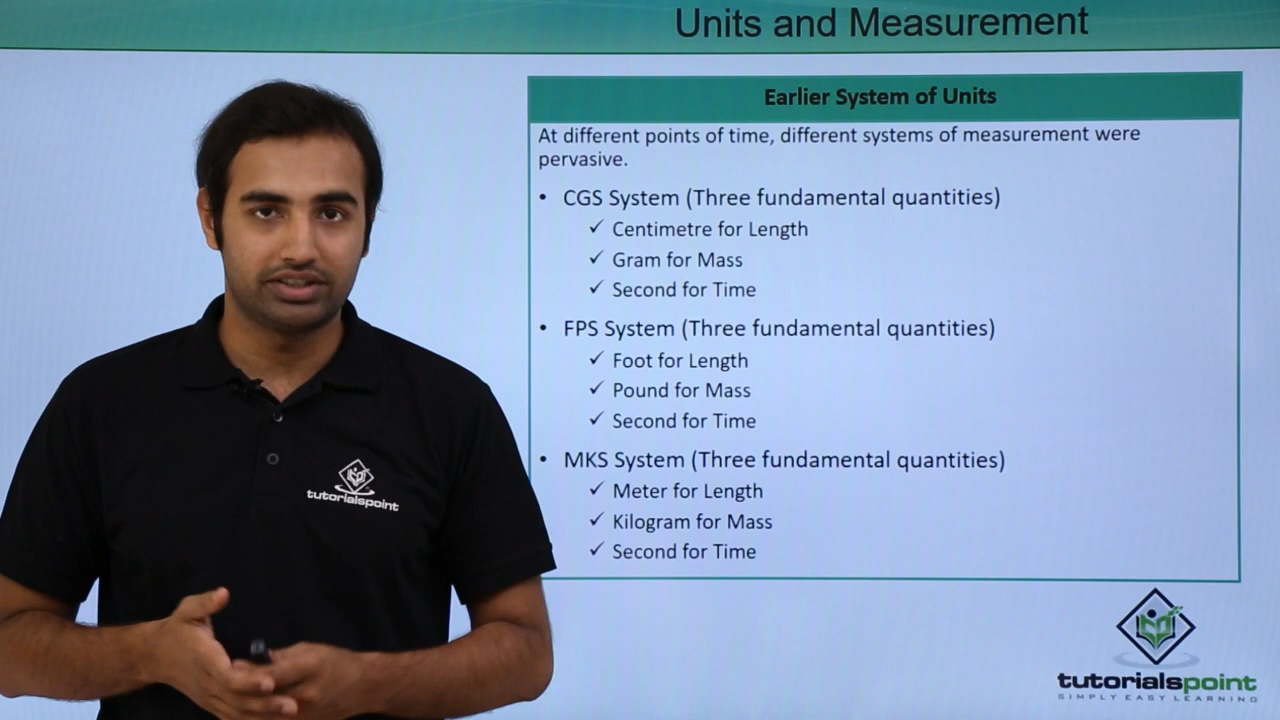 Units and Measurement
Earlier System of Units
At different points of time, different systems of measurement were
pervasive.
• CGS System (Three fundamental quantities)
✓ Centimetre for Length
✓ Gram for Mass
✓ Second for Time
• FPS System (Three fundamental quantities)
✓ Foot for Length
✓ Pound for Mass
✓ Second for Time
• MKS System (Three fundamental quantities)
✓ Meter for Length
✓ Kilogram for Mass
✓ Second for Time
tutorialspoint
tutorialspoint
SIMPLY EASY LEARNING